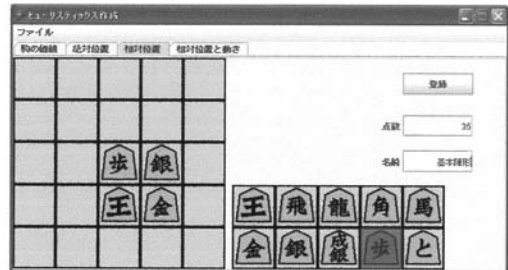 ヒューリスティックス作成
ファイル
駒の価値 絶対位置 相対位置 相対位置と動き
登録
点数 35
名前 基本陣形
歩 銀
王 金
王 飛 龍 角 馬
金 銀 成銀 歩 と